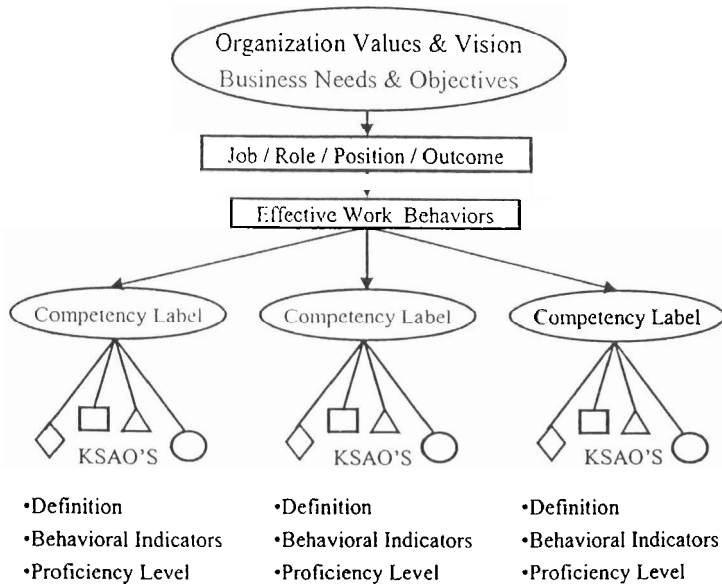 Organization Values & Vision
Business Needs & Objectives
Job / Role / Position / Outcome
Effective Work Behaviors
Competency Label
Competency Label
Competency Label
KSAO'S
KSAO'S
KSAO'S
•Definition
•Behavioral Indicators
•Proficiency Level
•Definition
•Behavioral Indicators
•Proficiency Level
•Definition
•Behavioral Indicators
•Proficiency Level